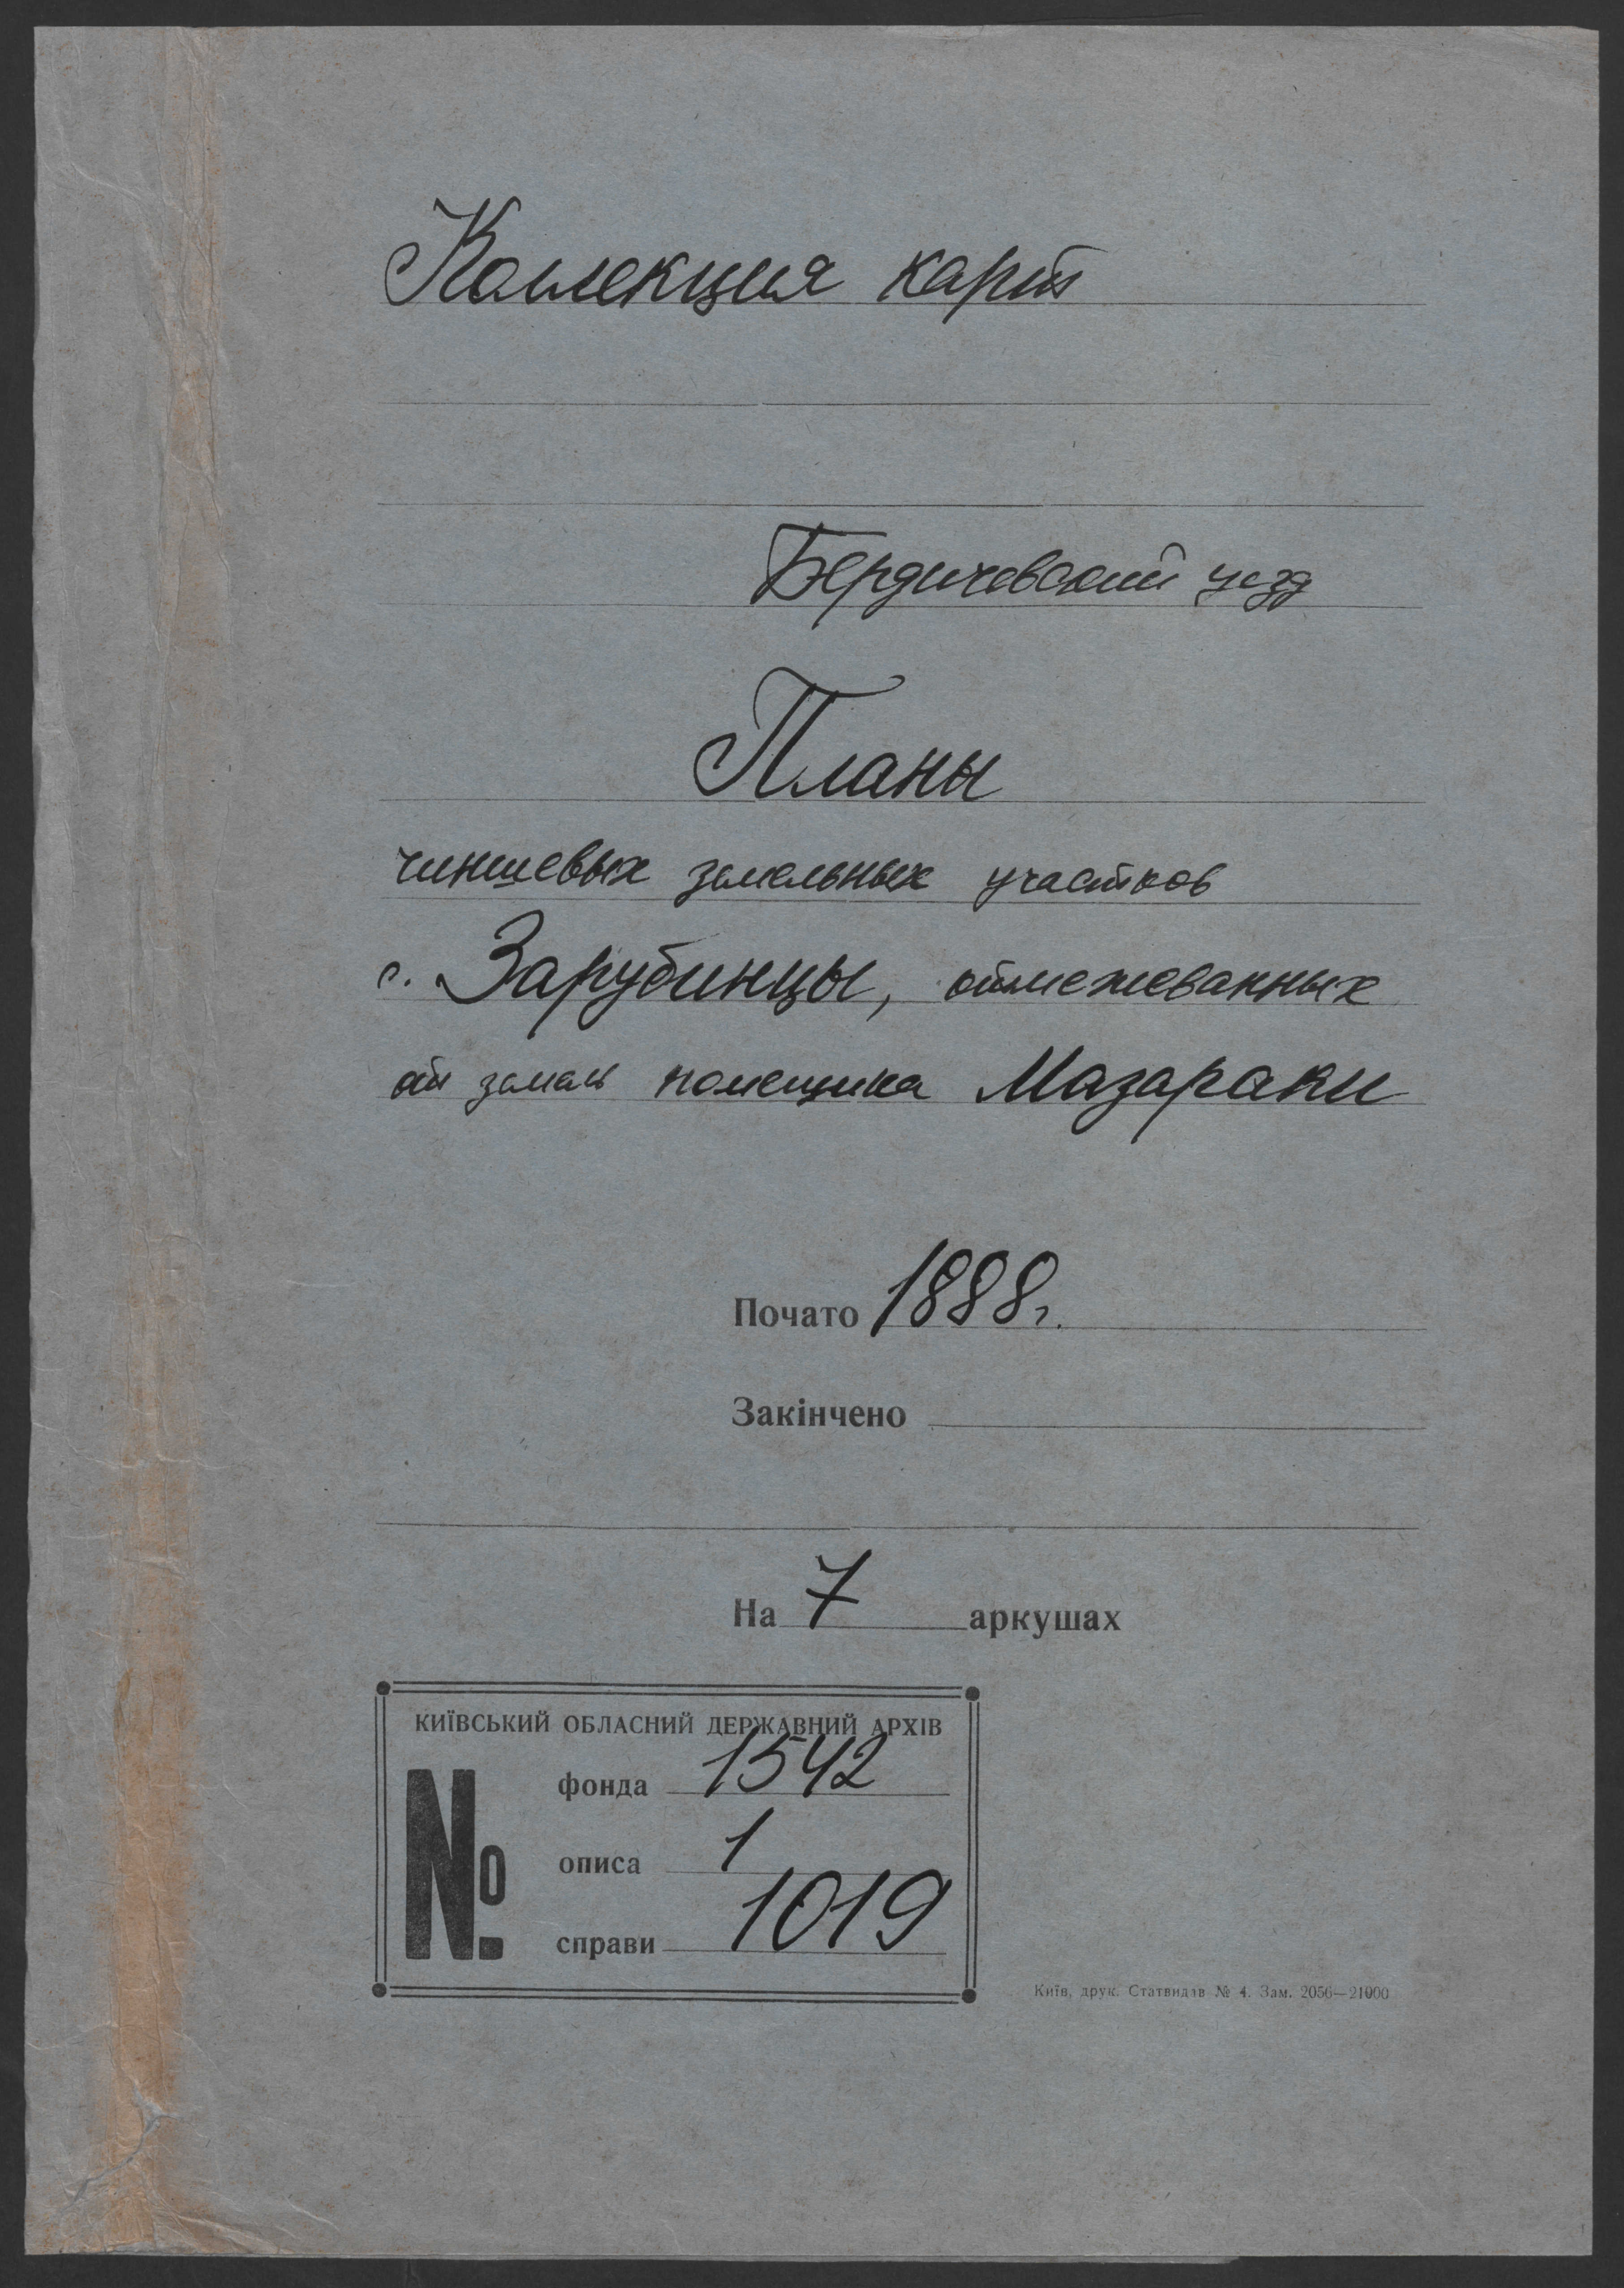 Коллекция карт
Бердичевский уезд
Планы
чиншевых земельных участков
с. Зарубинцы, отмежеванных
от земель помещика Мазараки
Почато 1888 г.
Закінчено
На 7 аркушах
КИЇВСЬКИЙ ОБЛАСНИЙ ДЕРЖАВНИЙ АРХІВ
№
фонда 1542
описа 1
справи 1019
Київ, друк. Статвидав № 4. Зам. 2056—21000